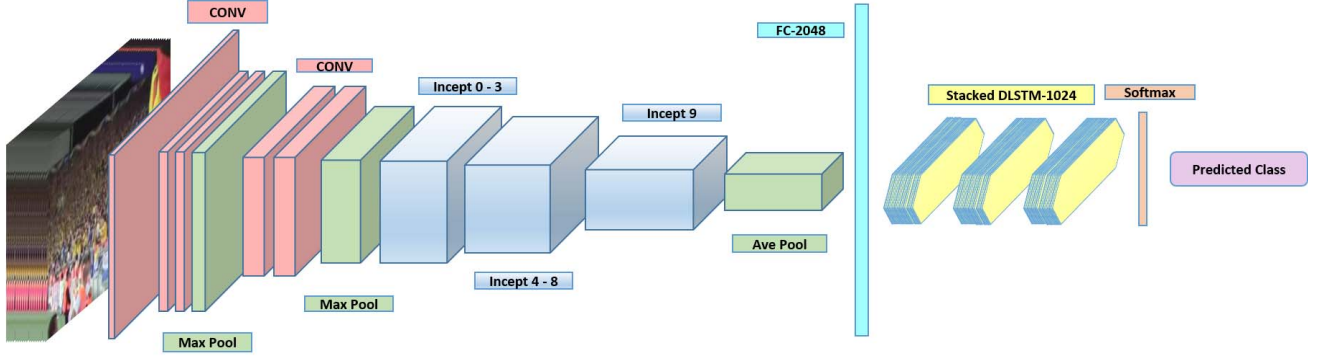 CONV
Max Pool
CONV
Max Pool
Incept 0 - 3
Incept 4 - 8
Incept 9
Ave Pool
FC-2048
Stacked DLSTM-1024
Softmax
Predicted Class